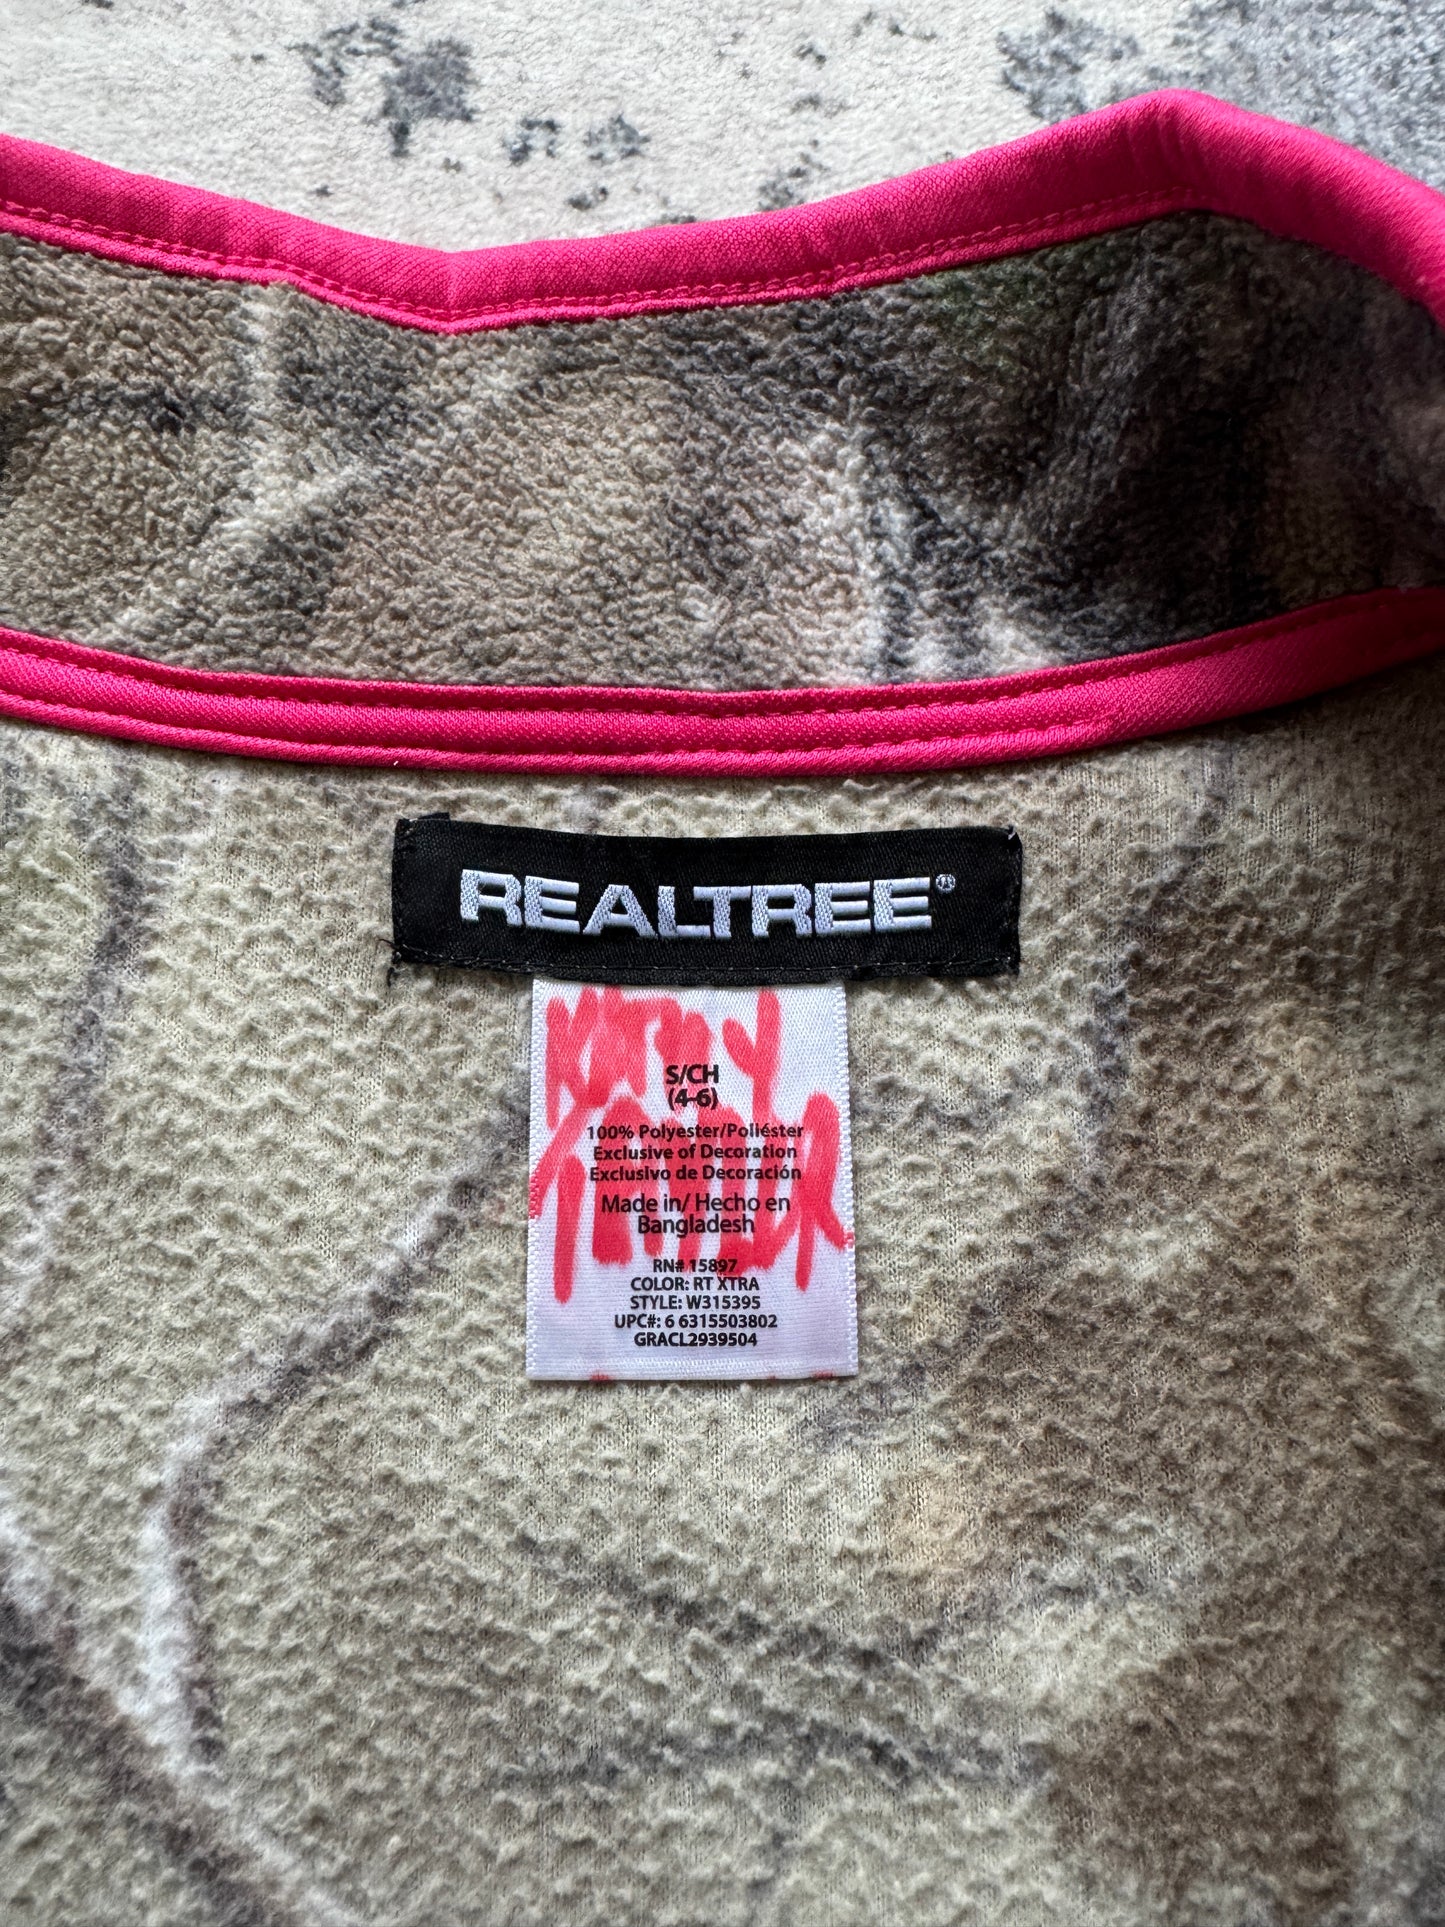 REALTREE®
S/CH
(4-6)
100% Polyester/Poliéster
Exclusive of Decoration
Exclusivo de Decoración
Made in/ Hecho en
Bangladesh
RN# 15897
COLOR: RT XTRA
STYLE: W315395
UPC#: 6 6315503802
GRACL2939504